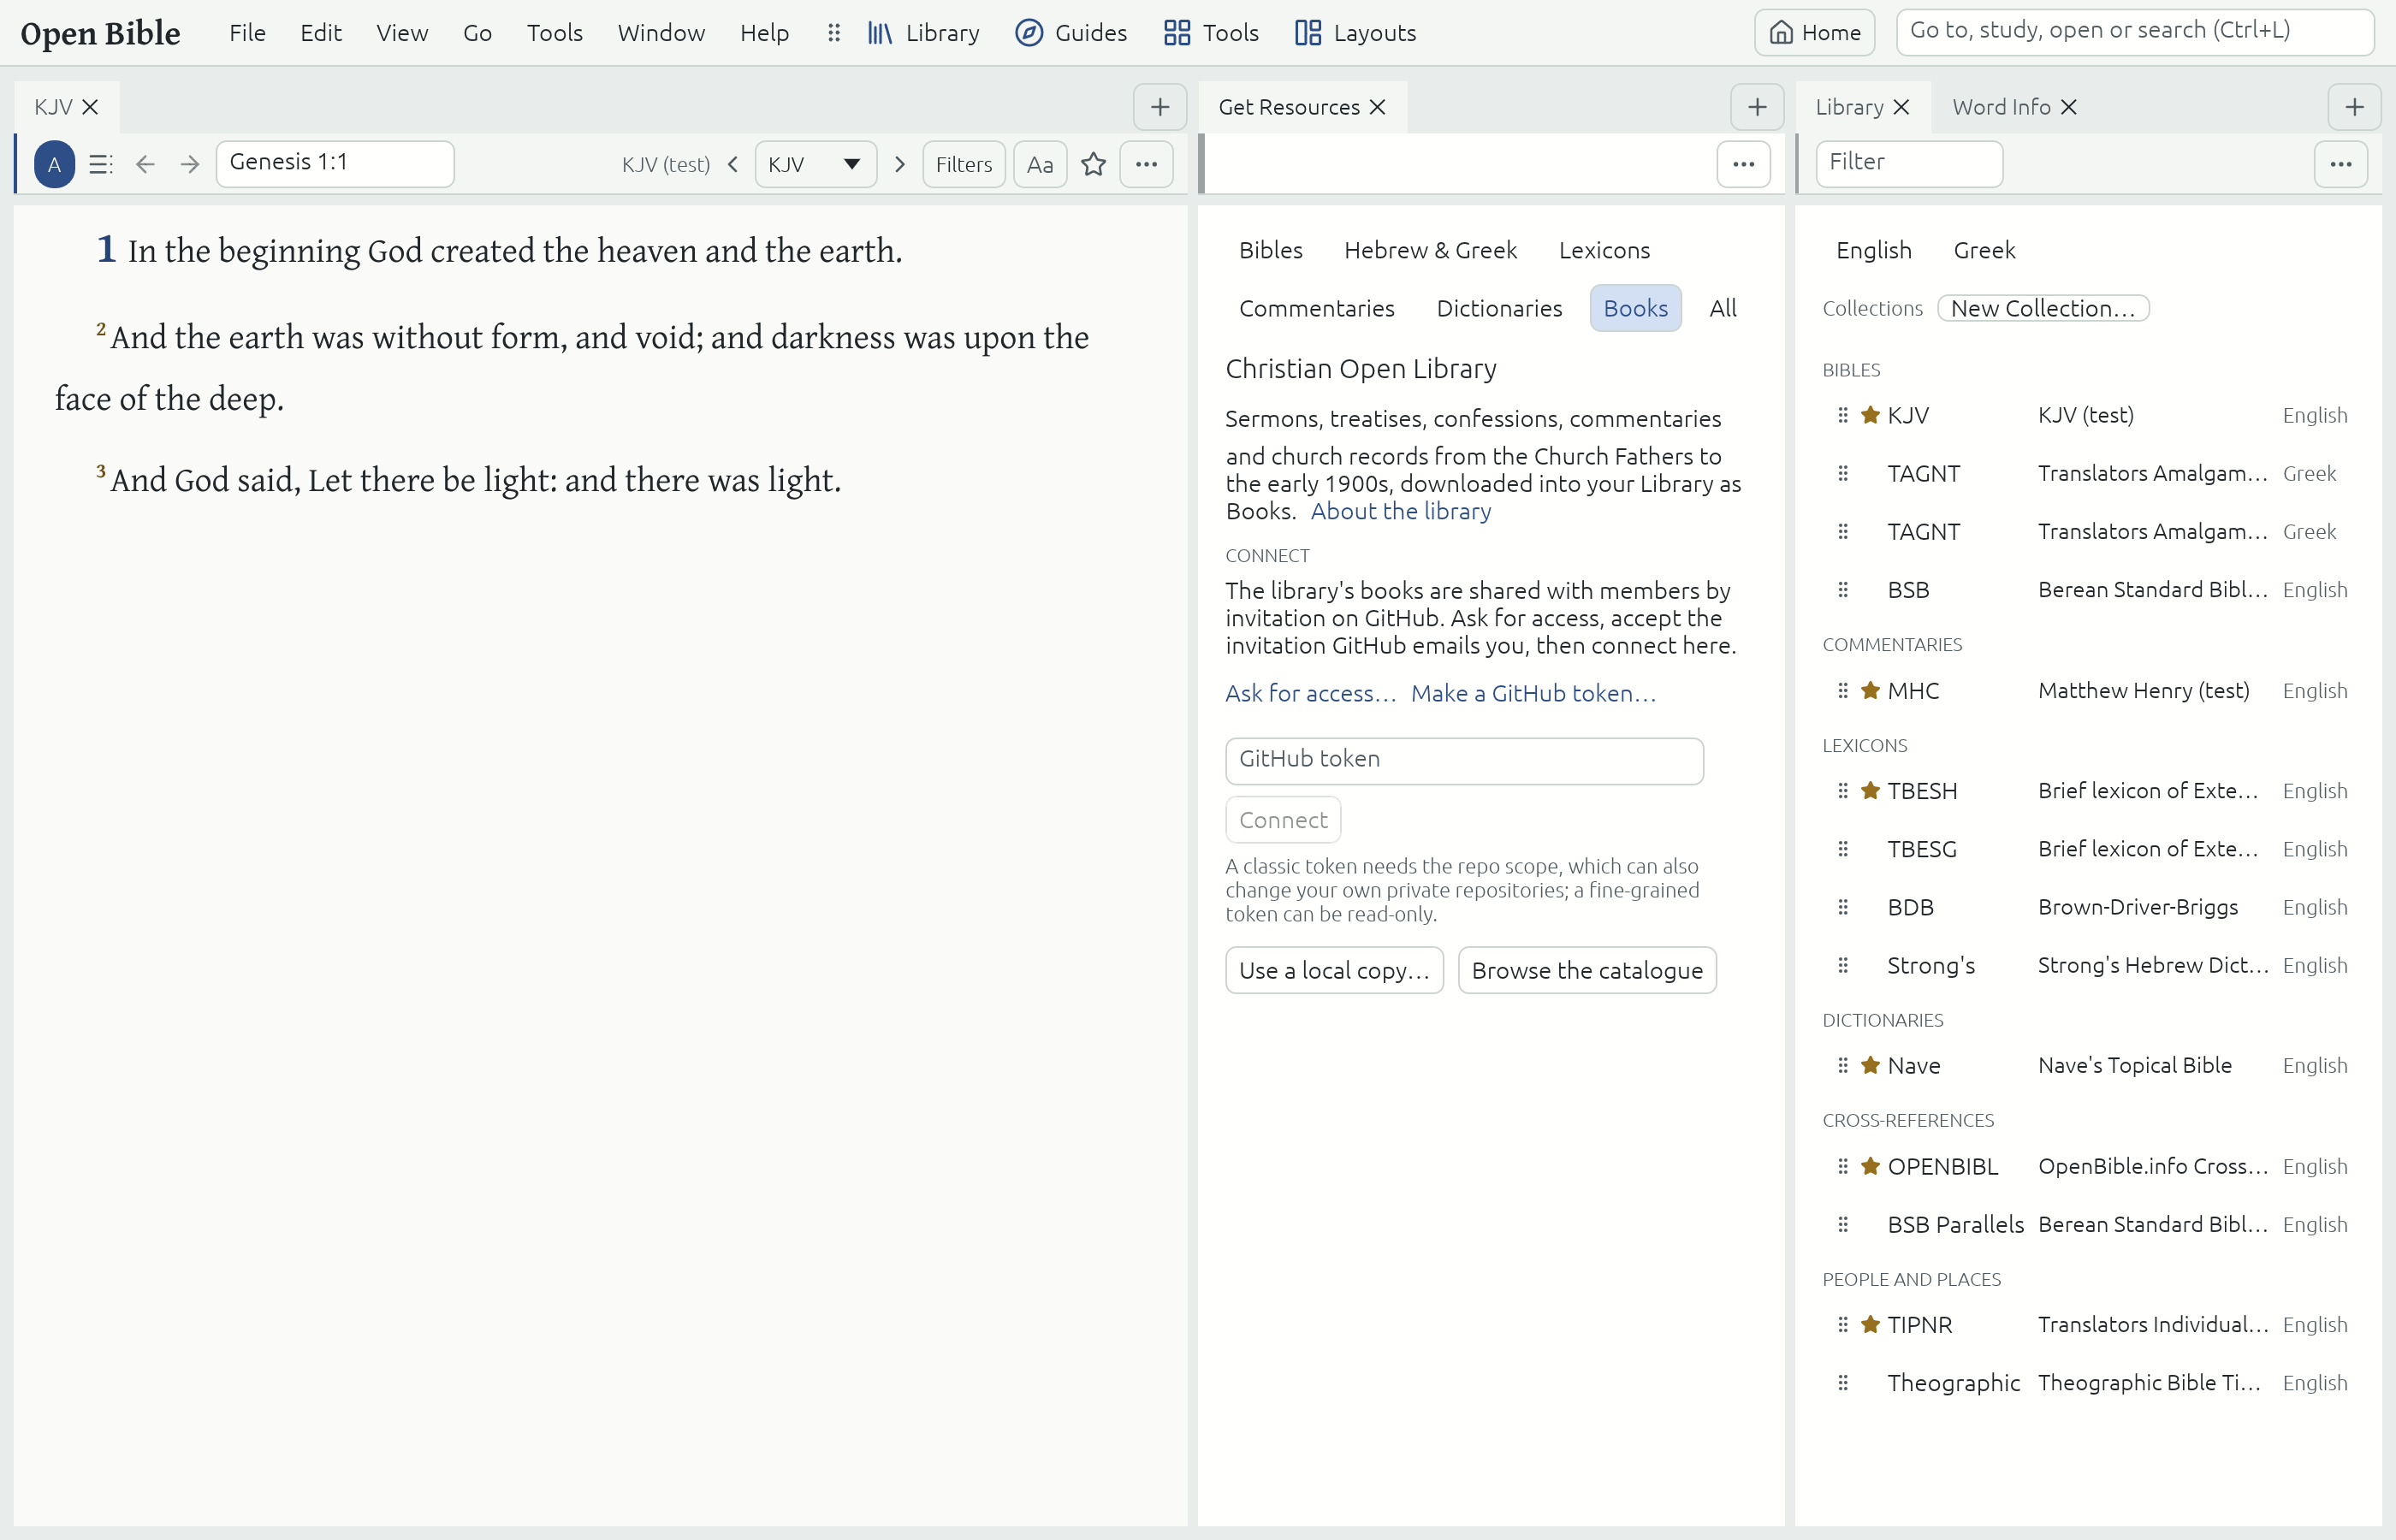 Open Bible File Edit View Go Tools Window Help Library Guides Tools Layouts Home Go to, study, open or search (Ctrl+L)
KJV
A Genesis 1:1 KJV (test) KJV Filters Aa
1 In the beginning God created the heaven and the earth.
2 And the earth was without form, and void; and darkness was upon the
face of the deep.
3 And God said, Let there be light: and there was light.
Get Resources
Bibles Hebrew & Greek Lexicons
Commentaries Dictionaries Books All
Christian Open Library
Sermons, treatises, confessions, commentaries
and church records from the Church Fathers to
the early 1900s, downloaded into your Library as
Books. About the library
CONNECT
The library's books are shared with members by
invitation on GitHub. Ask for access, accept the
invitation GitHub emails you, then connect here.
Ask for access... Make a GitHub token...
GitHub token
Connect
A classic token needs the repo scope, which can also
change your own private repositories; a fine-grained
token can be read-only.
Use a local copy... Browse the catalogue
Library Word Info
Filter
English Greek
Collections New Collection...
BIBLES
KJV KJV (test) English
TAGNT Translators Amalgam... Greek
TAGNT Translators Amalgam... Greek
BSB Berean Standard Bibl... English
COMMENTARIES
MHC Matthew Henry (test) English
LEXICONS
TBESH Brief lexicon of Exte... English
TBESG Brief lexicon of Exte... English
BDB Brown-Driver-Briggs English
Strong's Strong's Hebrew Dict... English
DICTIONARIES
Nave Nave's Topical Bible English
CROSS-REFERENCES
OPENBIBL OpenBible.info Cross... English
BSB Parallels Berean Standard Bibl... English
PEOPLE AND PLACES
TIPNR Translators Individual... English
Theographic Theographic Bible Ti... English